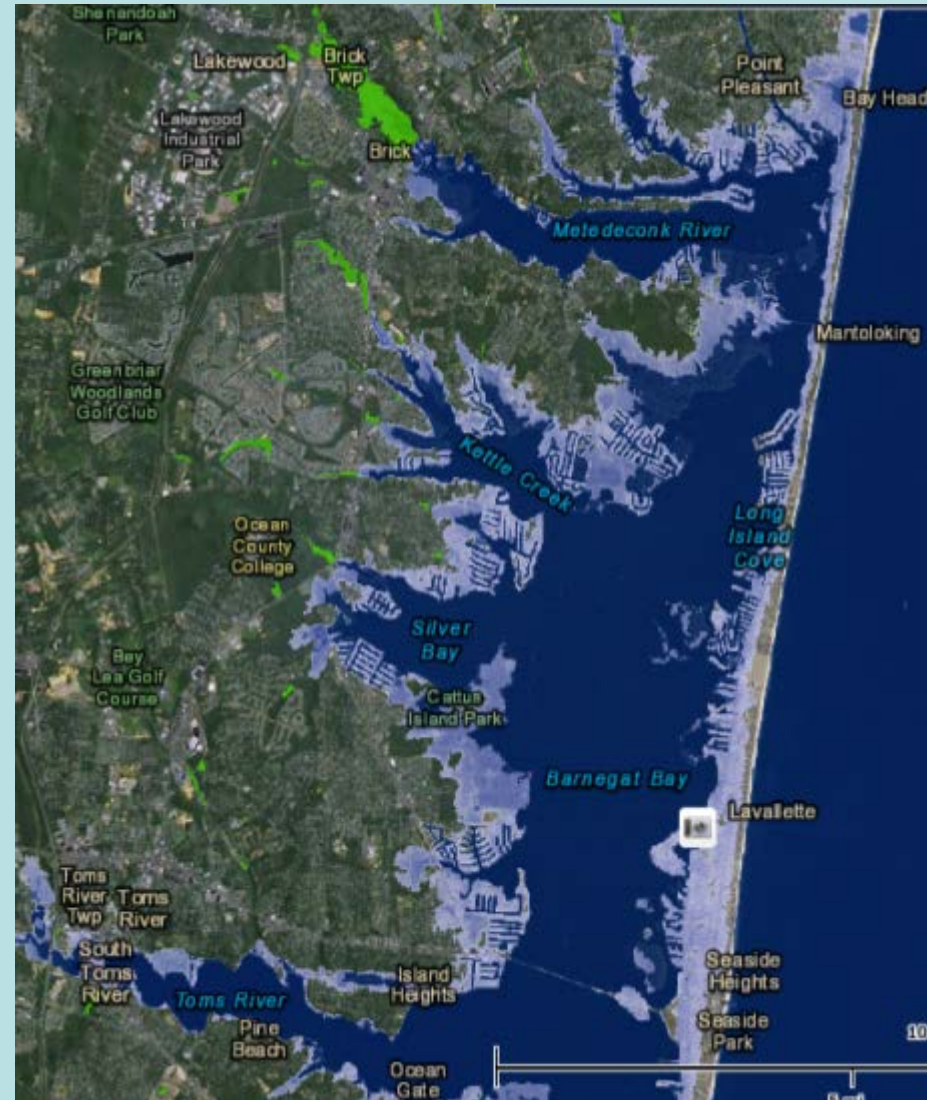 Shenandoah
Park
Lakewood
Brick
Twp
Point
Pleasant
Bay Head
Lakewood
Industrial
Park
Brick
Metedeconk River
Mantoloking
Greenbriar
Woodlands
Golf Club
Kettle Creek
Long
Island
Cove
Ocean
County
College
Silver
Bay
Bey
Lea Golf
Course
Cattus
Island Park
Barnegat Bay
Lavallette
Toms
River
Twp
Toms
River
South
Toms
River
Toms River
Island
Heights
Seaside
Heights
Seaside
Park
Pine
Beach
Ocean
Gate
10